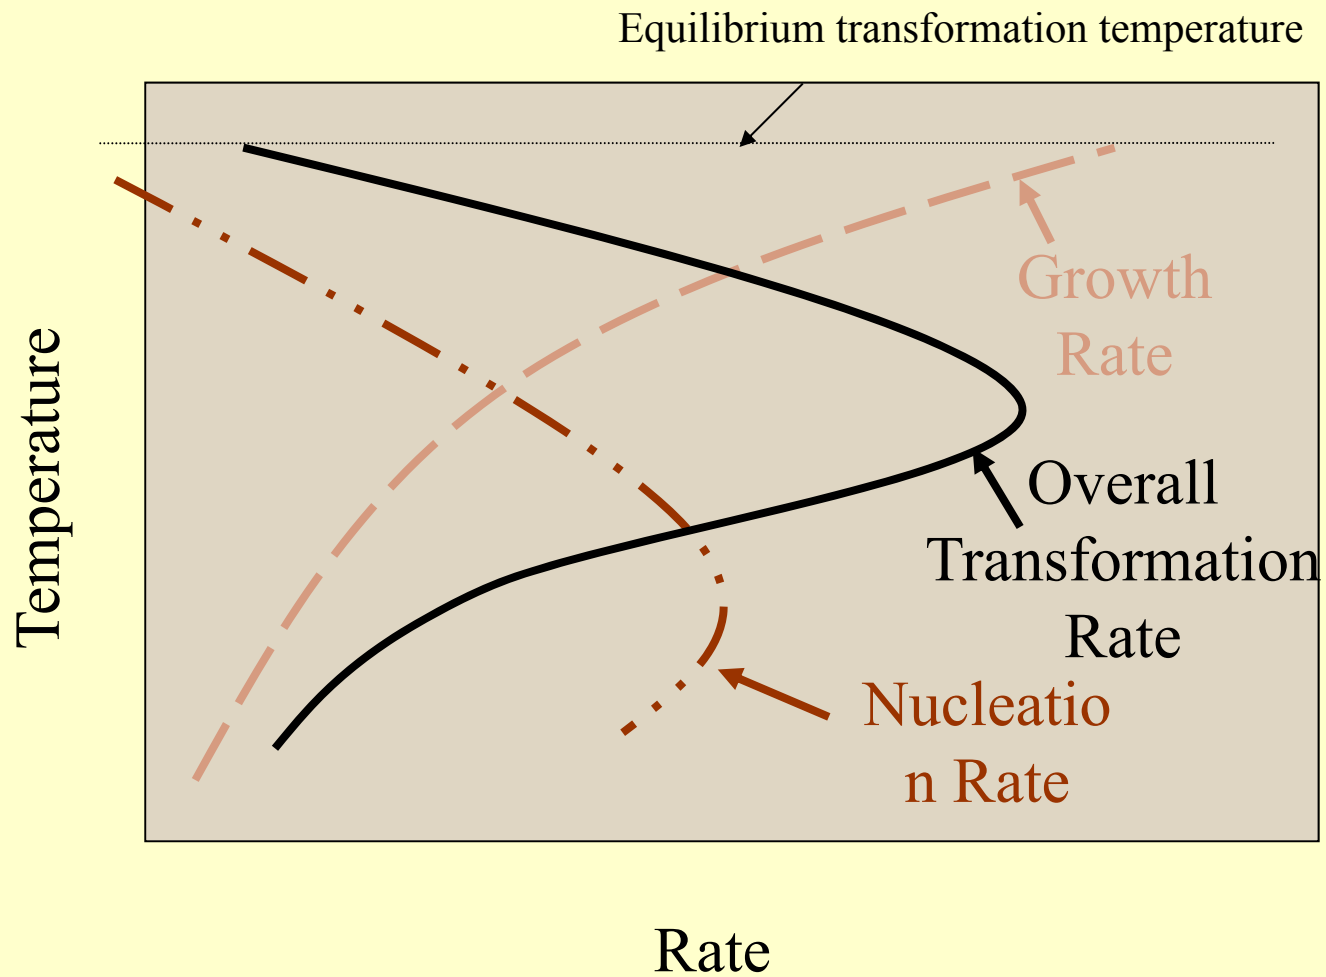 Equilibrium transformation temperature
Growth
Rate
Temperature
Overall
Transformation
Rate
Nucleatio
n Rate
Rate